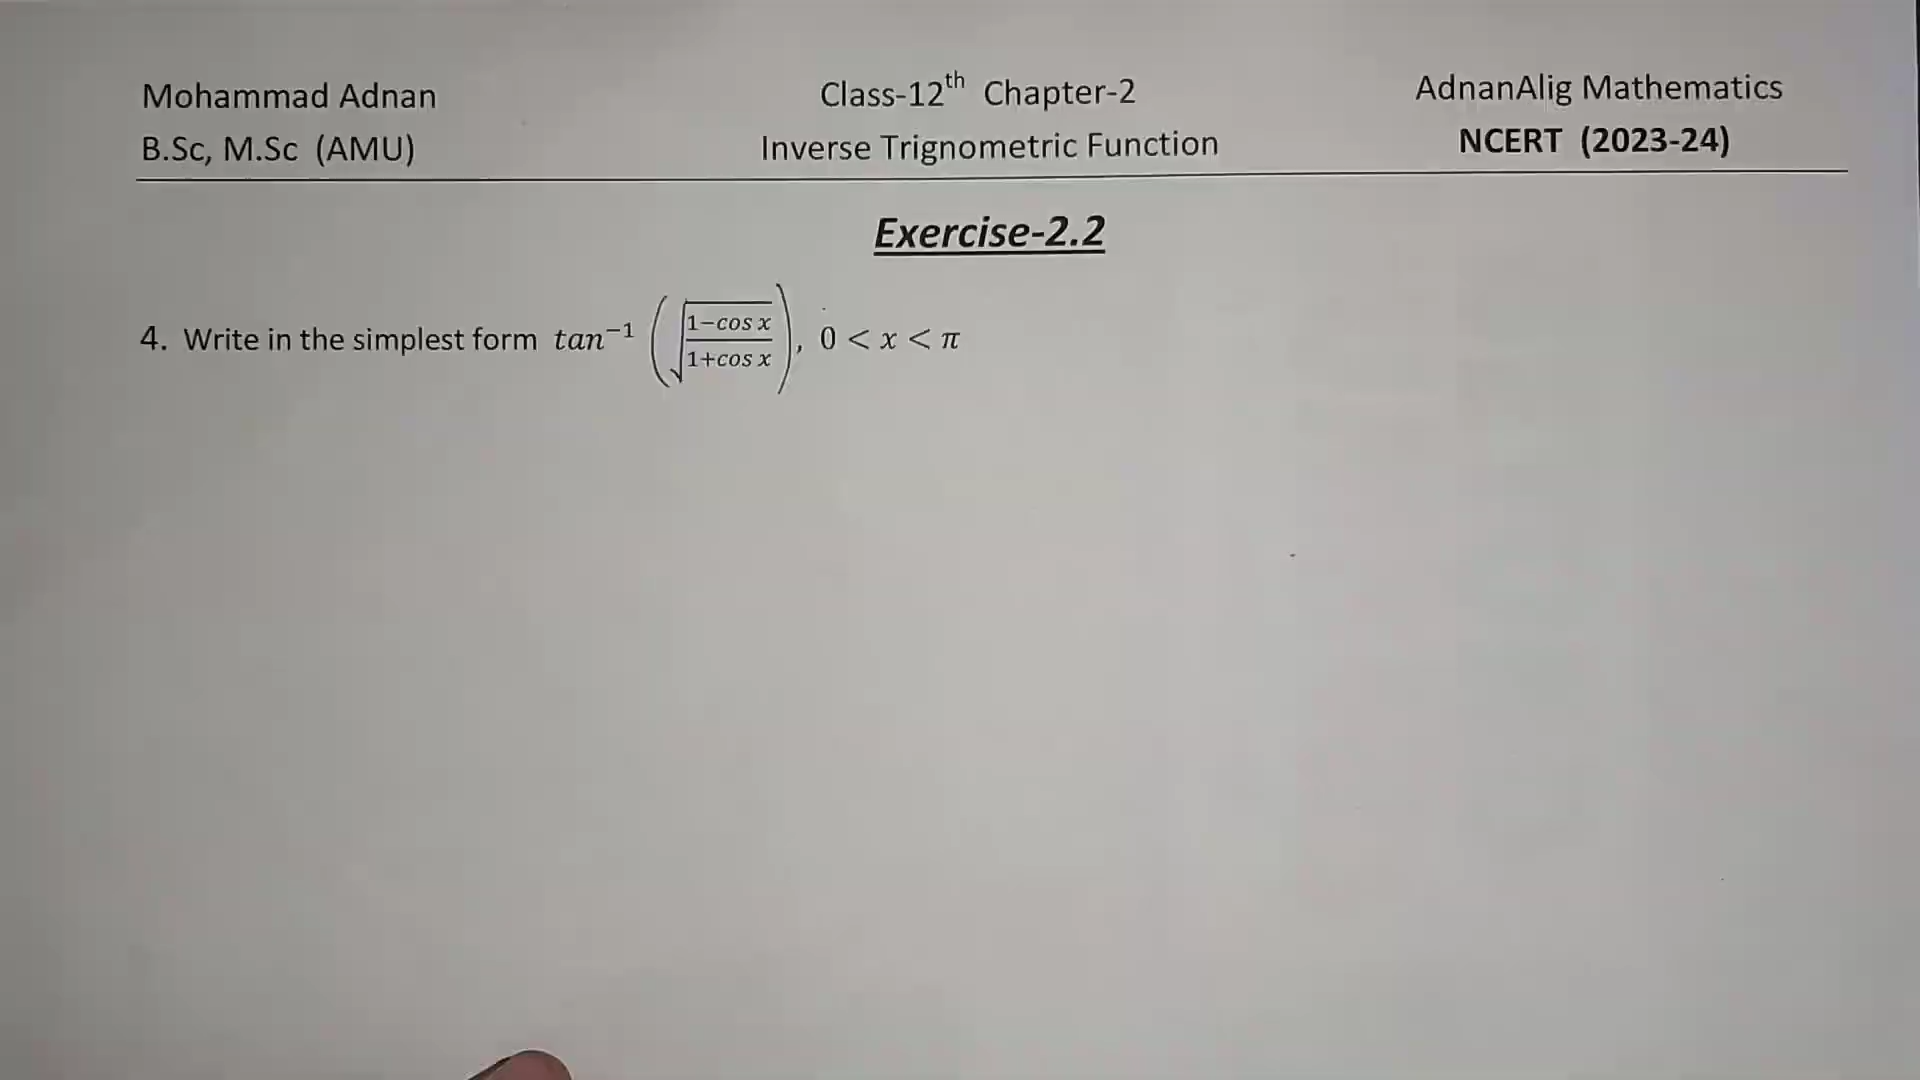 Mohammad Adnan
B.Sc, M.Sc (AMU)
Class-12th Chapter-2
Inverse Trignometric Function
AdnanAlig Mathematics
NCERT (2023-24)
Exercise-2.2
4. Write in the simplest form tan⁻¹ (√((1−cos x)/(1+cos x))), 0 < x < π